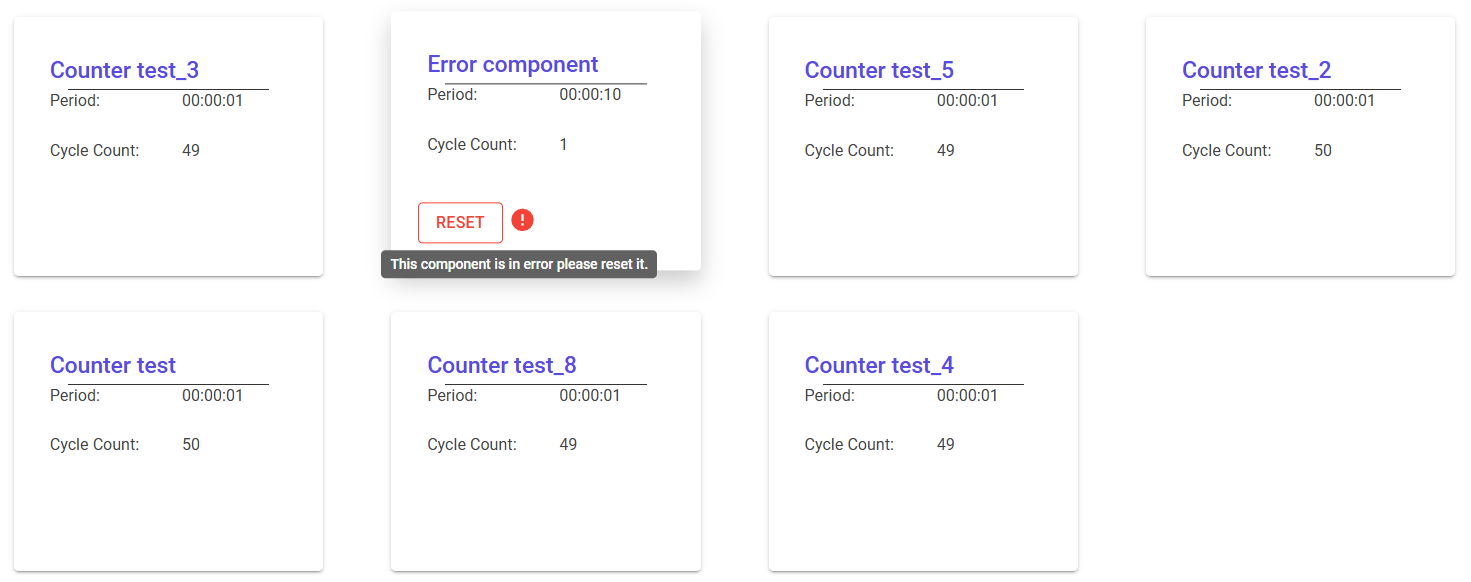 Counter test_3
Period: 00:00:01
Cycle Count: 49
Error component
Period: 00:00:10
Cycle Count: 1
RESET
This component is in error please reset it.
Counter test_5
Period: 00:00:01
Cycle Count: 49
Counter test_2
Period: 00:00:01
Cycle Count: 50
Counter test
Period: 00:00:01
Cycle Count: 50
Counter test_8
Period: 00:00:01
Cycle Count: 49
Counter test_4
Period: 00:00:01
Cycle Count: 49